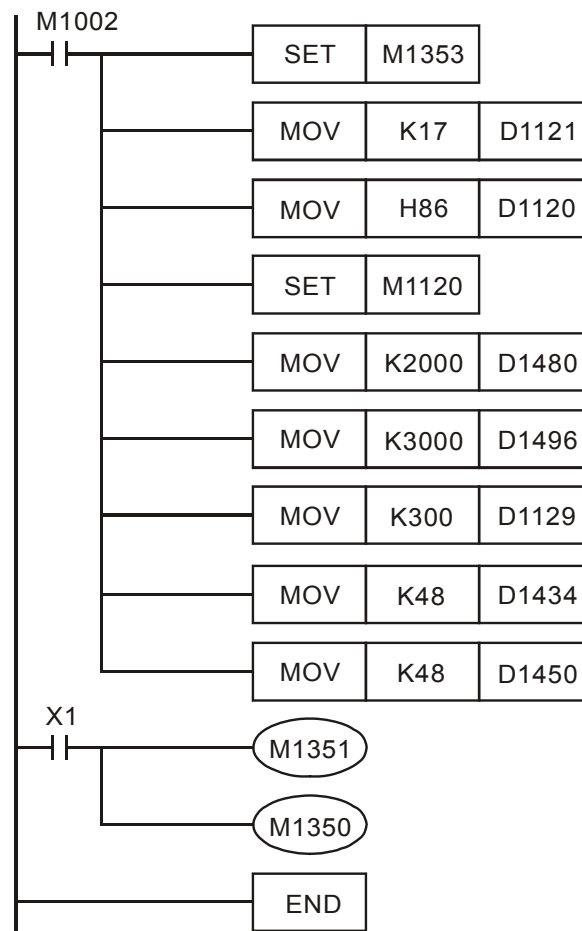 M1002
SET M1353
MOV K17 D1121
MOV H86 D1120
SET M1120
MOV K2000 D1480
MOV K3000 D1496
MOV K300 D1129
MOV K48 D1434
MOV K48 D1450
X1
M1351
M1350
END